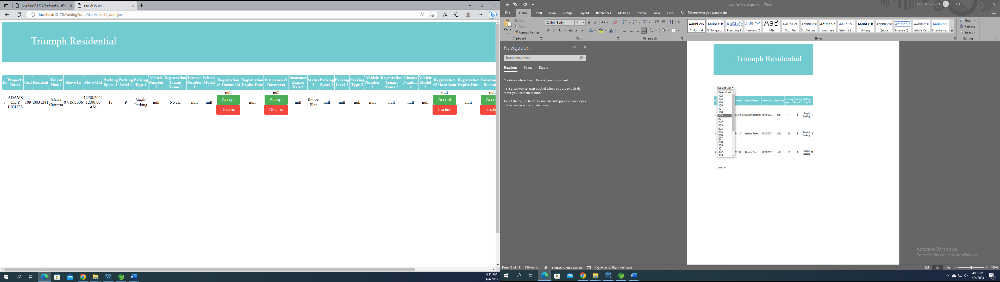 localhost:13170/ParkingPortalMa
search by unit
localhost:13170/ParkingPortalMain/searchbyunit.jsp
Triumph Residential
Id Property Name Unit Resident Tenant Name Move In Move Out Parking Space 1 Parking Level 1 Parking Type 1 Vehicle Number 1 Registration Tenant Name 1 License Number 1 Vehicle Model 1 Registration v1 Document Registration Expire Date Insurance v1 Document Insurance Expire Date 1 Status 1 Parking Space 2 Parking Level 2 Parking Type 2 Vehicle Number 2 Registration Tenant Name 2 License Number 2 Vehicle Model 2 Registration v2 Document Registration Expire Date Insuran Docum
7 ADAMS CITY LIGHTS 109 t0031241 Maria Carrerra 07/19/2006 12/30/2022 12:00:00 AM 13 P Single Parking null No car null null null Accept Decline null null Accept Decline null Empty Slot null null null null null null null null Accept Decline null null Acce Decli
4:11 PM
4/4/2023
User_Activity diagrams - Word
Excel Residential ER
File Home Insert Draw Design Layout References Mailings Review View Help Tell me what you want to do
Paste
Cut
Copy
Format Painter
Calibri (Body) 11
AaBbCcDc ¶ Normal
AaBbCcDc ¶ No Spac...
AaBbCc Heading 1
AaBbCcD Heading 2
AaB Title
AaBbCcD Subtitle
AaBbCcDc Subtle Em...
AaBbCcDc Emphasis
AaBbCcDc Intense E...
AaBbCcDc Strong
AaBbCcDc Quote
AaBbCcDc Intense Q...
AABBCCDC Subtle Ref...
AABBCCDC Intense Re...
Find
Replace
Select
Clipboard Font Paragraph Styles Editing
Navigation
Search document
Headings Pages Results
Create an interactive outline of your document.
It's a great way to keep track of where you are or quickly
move your content around.
To get started, go to the Home tab and apply Heading styles
to the headings in your document.
Triumph Residential
Select Unit
Select Unit
102
103
104
105
107
108
109
201
202
203
204
205
206
207
208
209
301
302
303
Id ident Tenant Name Move In Move Out Parking Space 1 Parking Level 1 Parking Type 1
1 31235 Leighton Campbell 06/08/2012 null 4 P Single Parking
2 34110 Yesenia Perez 06/16/2017 null 21 P Tandem Parking K
3 31237 Brenda Diaz 08/28/2012 null 15 P Single Parking K
ADAMS
Activate Windows
Go to Settings to activate Windows.
Page 12 of 15 540 words English (United States) Accessibility: Investigate
100%
4:11 PM
4/4/2023